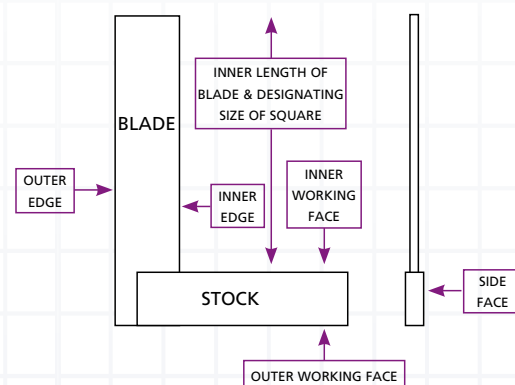 INNER LENGTH OF
BLADE & DESIGNATING
SIZE OF SQUARE
BLADE
OUTER
EDGE
INNER
EDGE
INNER
WORKING
FACE
STOCK
SIDE
FACE
OUTER WORKING FACE